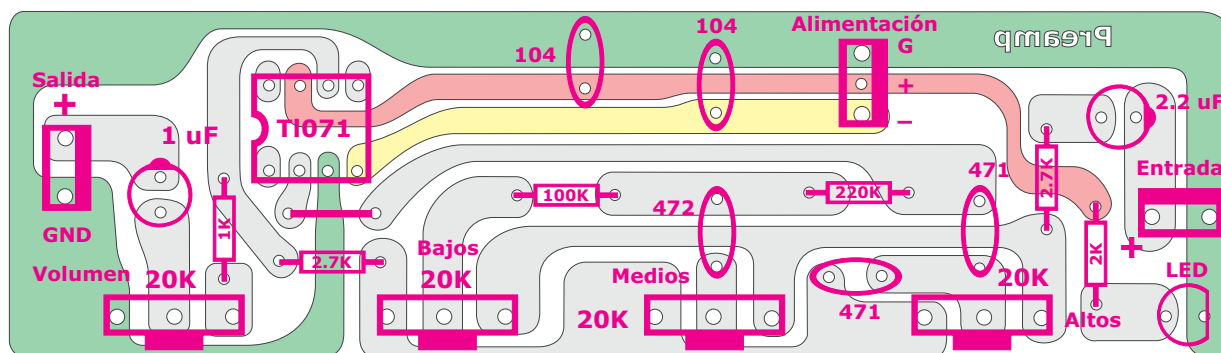 104
104
Alimentación
G
+
−
Preamp
Salida
+
Tl071
1 uF
2.2 uF
Entrada
+
GND
1K
2.7K
100K
472
220K
471
2.7K
2K
Volumen
20K
Bajos
20K
Medios
20K
471
20K
Altos
LED